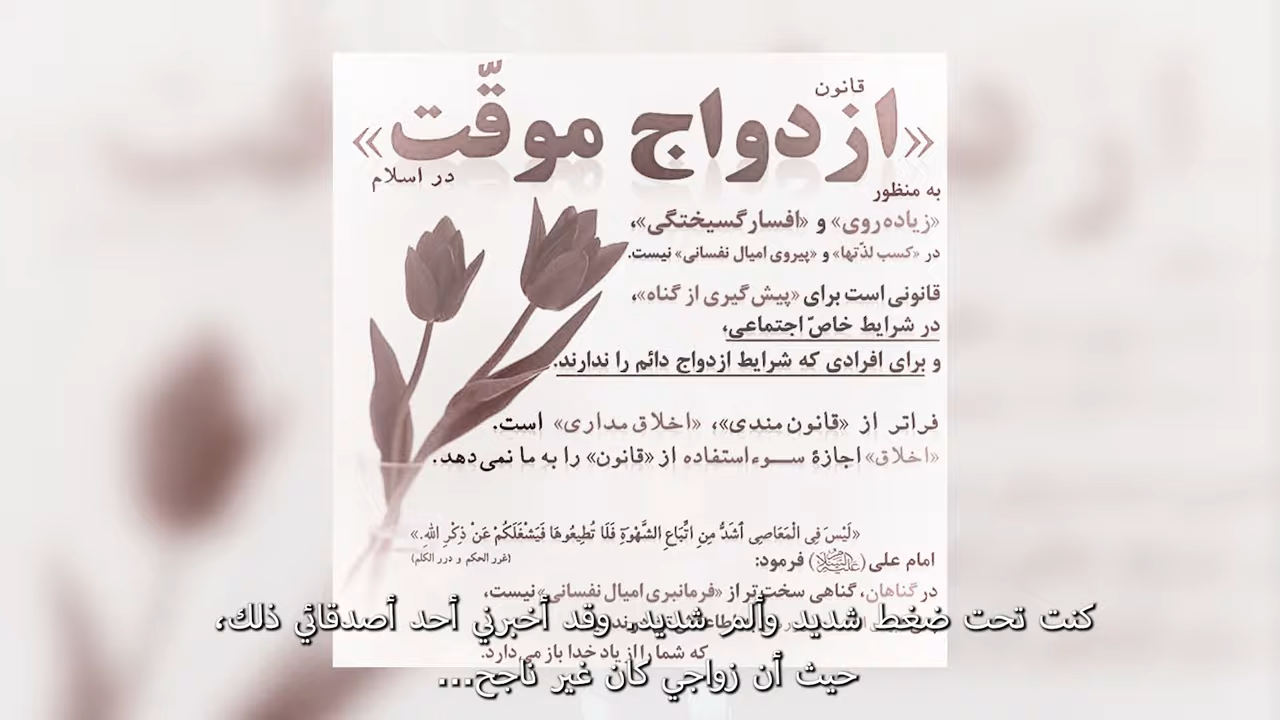 قانون
«ازدواج موقّت»
در اسلام
به منظور
«زیاده‌روی» و «افسارگسیختگی»،
در «کسب لذّتها» و «پیروی امیال نفسانی» نیست.
قانونی است برای «پیش‌گیری از گناه»،
در شرایط خاصّ اجتماعی،
و برای افرادی که شرایط ازدواج دائم را ندارند.
فراتر از «قانون‌مندی»، «اخلاق‌مداری» است.
«اخلاق» اجازهٔ سوءاستفاده از «قانون» را به ما نمی‌دهد.
«لَیْسَ فِی الْمَعَاصِی أَشَدُّ مِنِ اتِّبَاعِ الشَّهْوَةِ فَلَا تُطِیعُوهَا فَیَشْغَلَکُمْ عَنْ ذِکْرِ اللهِ.»
امام علی (علیه السلام) فرمود:
(غرر الحکم و درر الکلم)
در گناهان، گناهی سخت‌تر از «فرمانبری امیال نفسانی» نیست،
كنت تحت ضغط شديد وألم شديد. وقد أخبرني أحد أصدقائي ذلك،
که شما را از یاد خدا باز می‌دارد.
حيث أن زواجي كان غير ناجح...